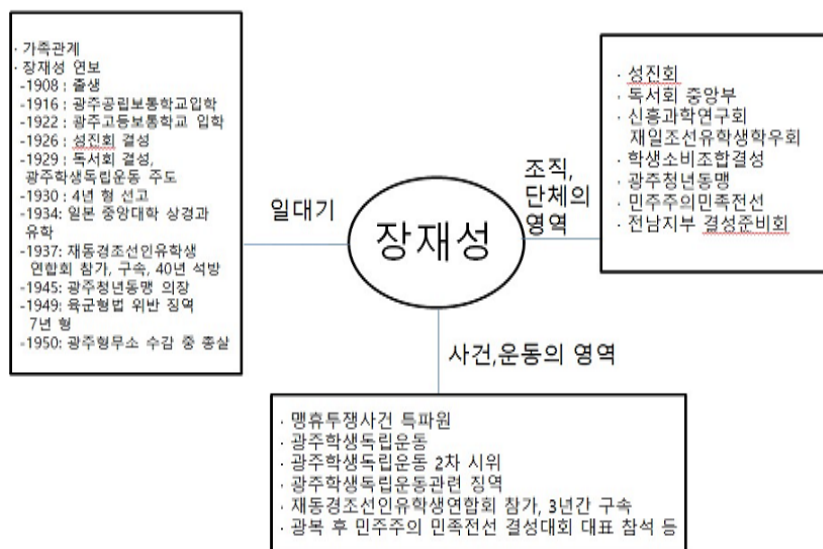 · 가족관계
· 장재성 연보
-1908 : 출생
-1916 : 광주공립보통학교입학
-1922 : 광주고등보통학교 입학
-1926 : 성진회 결성
-1929 : 독서회 결성,
광주학생독립운동 주도
-1930 : 4년 형 선고
-1934: 일본 중앙대학 상경과
유학
-1937: 재동경조선인유학생
연합회 참가, 구속, 40년 석방
-1945: 광주청년동맹 의장
-1949: 육군형법 위반 징역
7년 형
-1950: 광주형무소 수감 중 총살
일대기
장재성
조직,
단체의
영역
· 성진회
· 독서회 중앙부
· 신흥과학연구회
재일조선유학생학우회
· 학생소비조합결성
· 광주청년동맹
· 민주주의민족전선
· 전남지부 결성준비회
사건,운동의 영역
· 맹휴투쟁사건 특파원
· 광주학생독립운동
· 광주학생독립운동 2차 시위
· 광주학생독립운동관련 징역
· 재동경조선인유학생연합회 참가, 3년간 구속
· 광복 후 민주주의 민족전선 결성대회 대표 참석 등